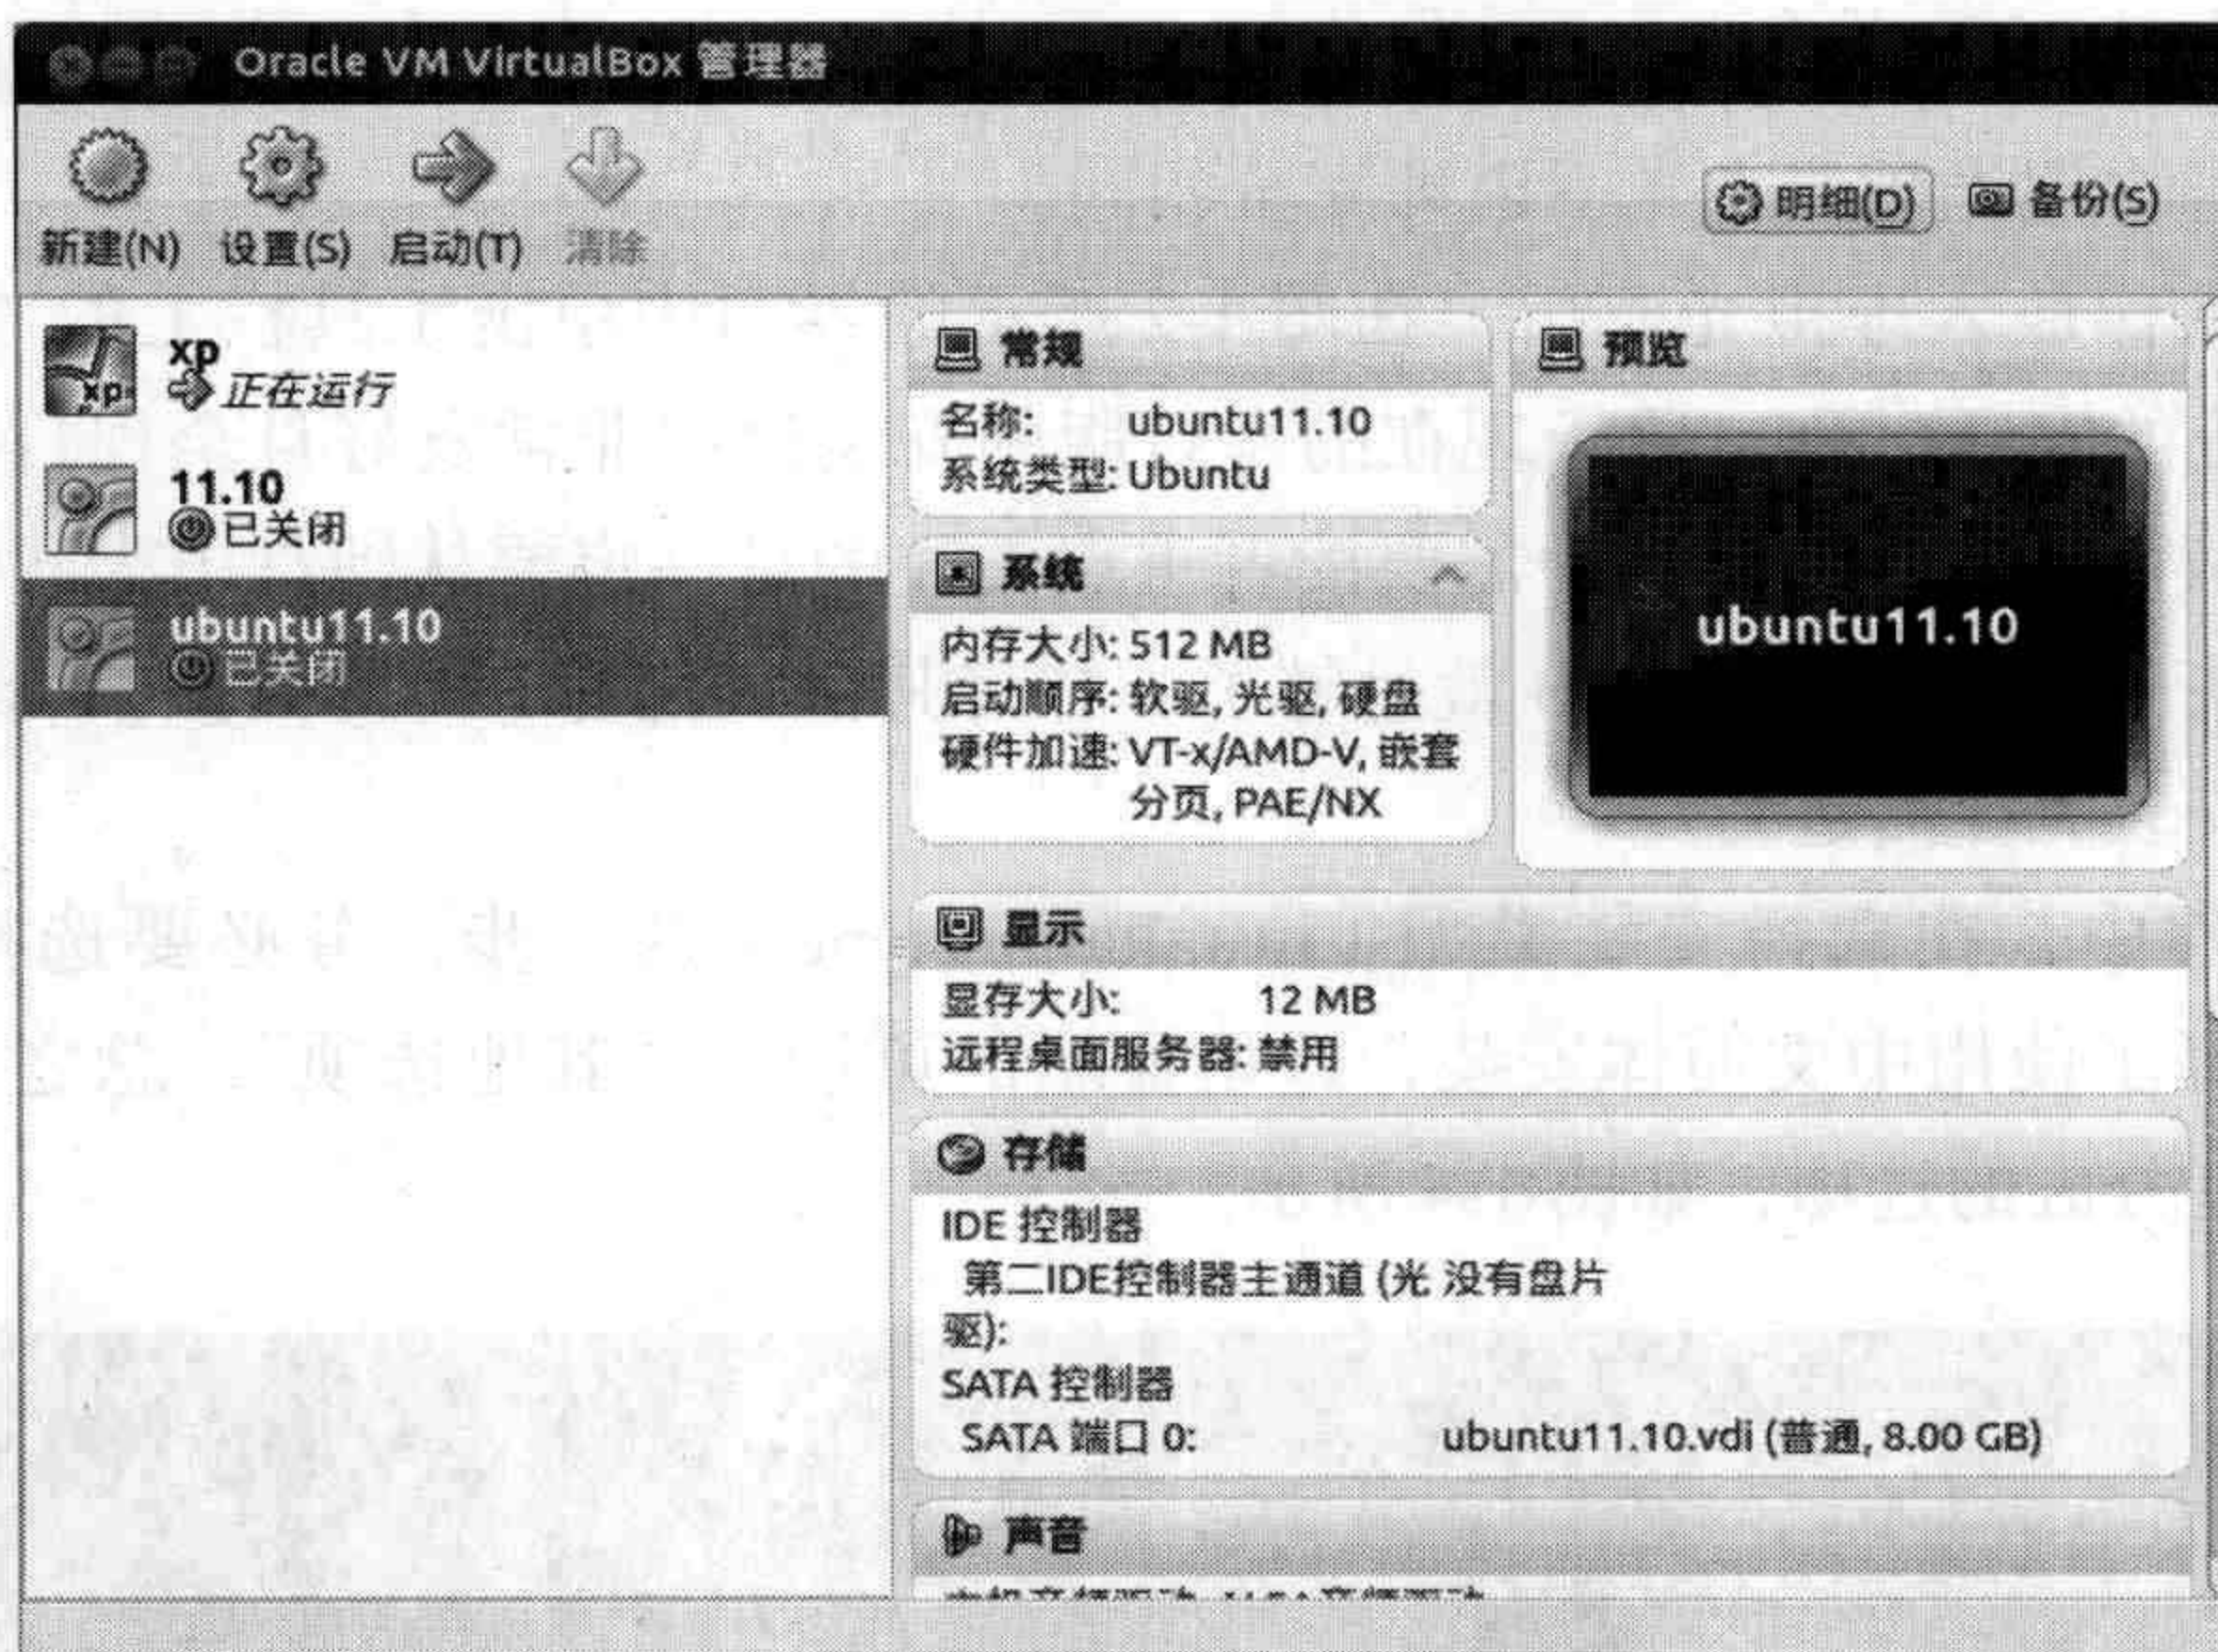 Oracle VM VirtualBox 管理器
新建(N) 设置(S) 启动(T) 清除
明细(D) 备份(S)
xp
正在运行
11.10
已关闭
ubuntu11.10
已关闭
常规
名称: ubuntu11.10
系统类型: Ubuntu
系统
内存大小: 512 MB
启动顺序: 软驱, 光驱, 硬盘
硬件加速: VT-x/AMD-V, 嵌套
分页, PAE/NX
预览
ubuntu11.10
显示
显存大小: 12 MB
远程桌面服务器: 禁用
存储
IDE 控制器
第二IDE控制器主通道 (光 没有盘片
驱):
SATA 控制器
SATA 端口 0: ubuntu11.10.vdi (普通, 8.00 GB)
声音